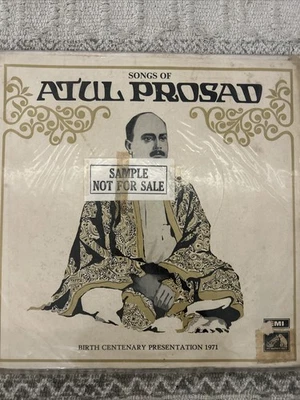 SONGS OF
ATUL PROSAD
SAMPLE
NOT FOR SALE
EMI
BIRTH CENTENARY PRESENTATION 1971